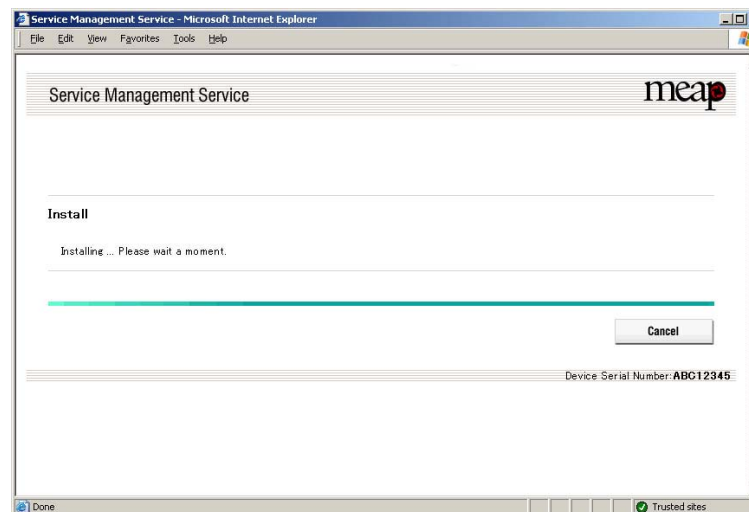 Service Management Service - Microsoft Internet Explorer
File Edit View Favorites Tools Help
Service Management Service
meap
Install
Installing ... Please wait a moment.
Cancel
Device Serial Number:ABC12345
Done
Trusted sites